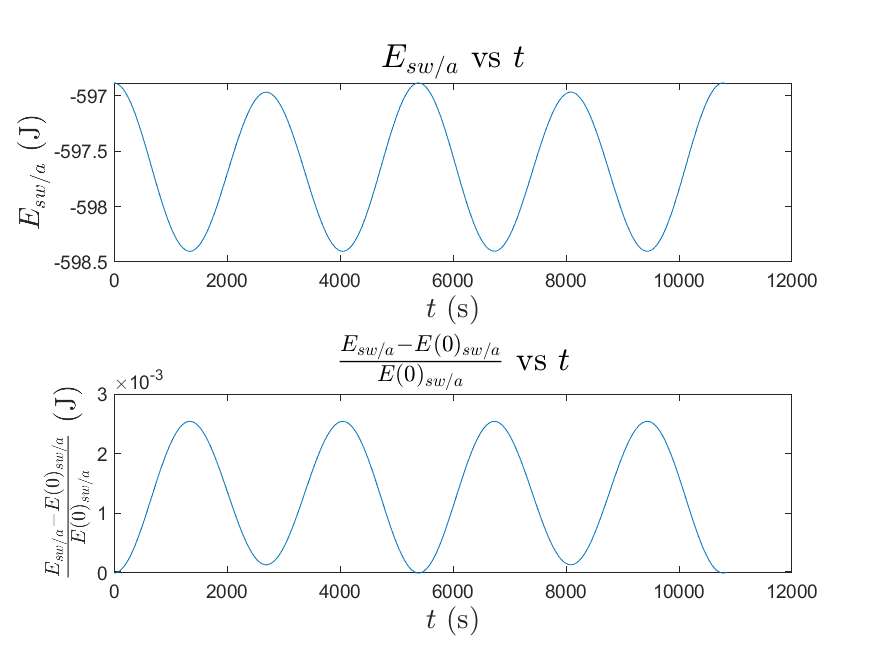 E_{sw/a} vs t
E_{sw/a} (J)
-597
-597.5
-598
-598.5
0 2000 4000 6000 8000 10000 12000
t (s)
\frac{E_{sw/a}-E(0)_{sw/a}}{E(0)_{sw/a}} vs t
\frac{E_{sw/a}-E(0)_{sw/a}}{E(0)_{sw/a}} (J)
×10^{-3}
3
2
1
0
0 2000 4000 6000 8000 10000 12000
t (s)